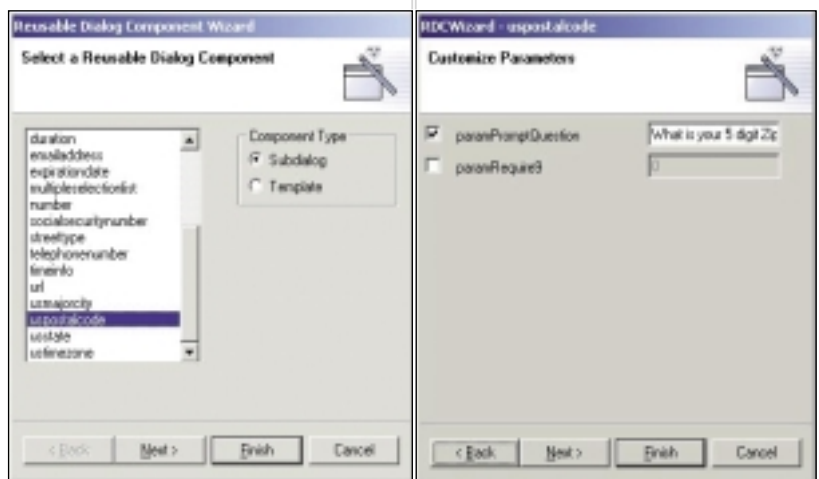 Reusable Dialog Component Wizard
Select a Reusable Dialog Component
duration
emailaddress
expirationdate
multipleselectionlist
number
socialsecuritynumber
streettype
telephonenumber
timeinfo
url
usmajorcity
uspostalcode
usstate
ustimezone
Component Type
Subdialog
Template
< Back
Next >
Finish
Cancel
RDCWizard - uspostalcode
Customize Parameters
paramPromptQuestion
What is your 5 digit Zip
paramRequire9
0
< Back
Next >
Finish
Cancel